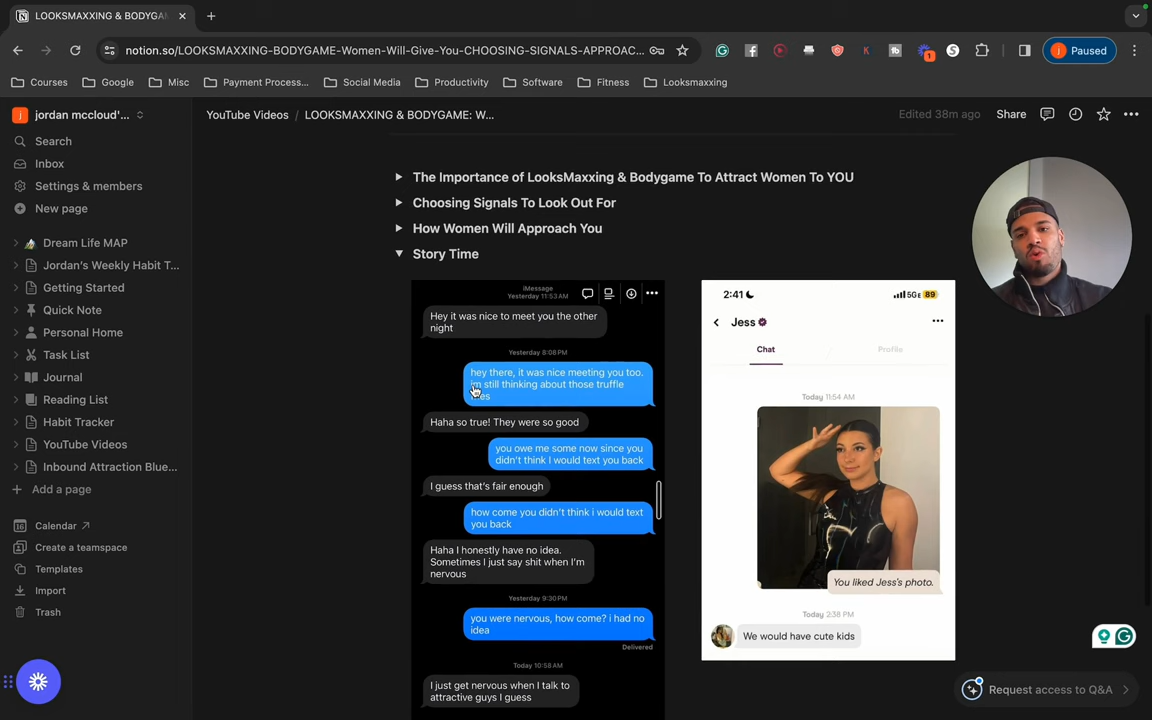 LOOKSMAXXING & BODYGA
notion.so/LOOKSMAXXING-BODYGAME-Women-Will-Give-You-CHOOSING-SIGNALS-APPROAC...
1
j Paused
Courses
Google
Misc
Payment Process...
Social Media
Productivity
Software
Fitness
Looksmaxxing
j jordan mccloud'...
YouTube Videos / LOOKSMAXXING & BODYGAME: W...
Edited 38m ago
Share
Search
Inbox
Settings & members
New page
Dream Life MAP
Jordan's Weekly Habit T...
Getting Started
Quick Note
Personal Home
Task List
Journal
Reading List
Habit Tracker
YouTube Videos
Inbound Attraction Blue...
Add a page
Calendar ↗
Create a teamspace
Templates
Import
Trash
The Importance of LooksMaxxing & Bodygame To Attract Women To YOU
Choosing Signals To Look Out For
How Women Will Approach You
Story Time
iMessage
Yesterday 11:53AM
Hey it was nice to meet you the other
night
Yesterday 8:08PM
hey there, it was nice meeting you too.
im still thinking about those truffle
Haha so true! They were so good
you owe me some now since you
didn't think I would text you back
I guess that's fair enough
how come you didn't think i would text
you back
Haha I honestly have no idea.
Sometimes I just say shit when I'm
nervous
Yesterday 9:30PM
you were nervous, how come? i had no
idea
Delivered
Today 10:58AM
I just get nervous when I talk to
attractive guys I guess
2:41
5GE 89
Jess
Chat
Profile
Today 11:54 AM
You liked Jess's photo.
Today 2:38 PM
We would have cute kids
Request access to Q&A